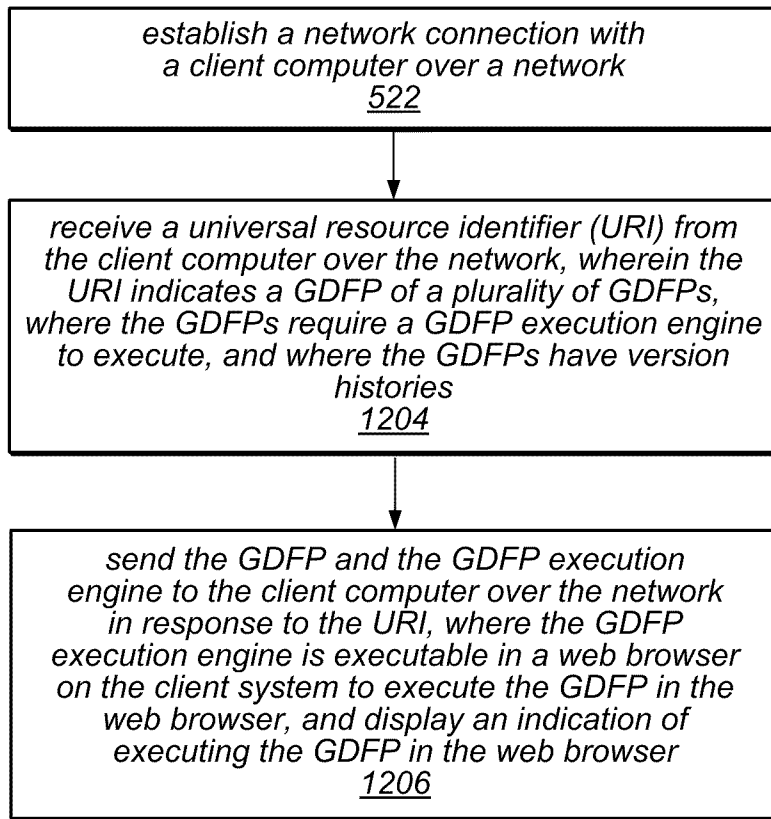 establish a network connection with
a client computer over a network
522
receive a universal resource identifier (URI) from
the client computer over the network, wherein the
URI indicates a GDFP of a plurality of GDFPs,
where the GDFPs require a GDFP execution engine
to execute, and where the GDFPs have version
histories
1204
send the GDFP and the GDFP execution
engine to the client computer over the network
in response to the URI, where the GDFP
execution engine is executable in a web browser
on the client system to execute the GDFP in the
web browser, and display an indication of
executing the GDFP in the web browser
1206